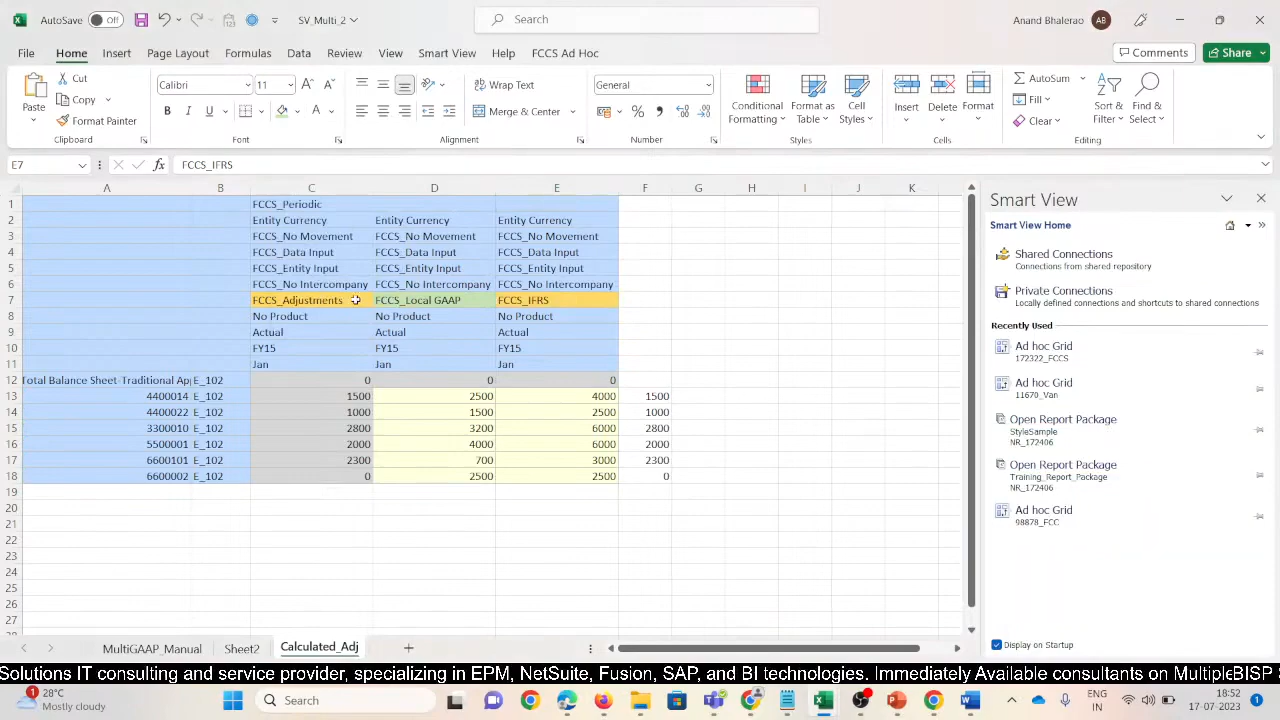 AutoSave Off SV_Multi_2 Search Anand Bhalerao AB
File Home Insert Page Layout Formulas Data Review View Smart View Help FCCS Ad Hoc Comments Share
Paste Cut Copy Format Painter
Calibri 11
B I U
Wrap Text
Merge & Center
General
Conditional Formatting Format as Table Cell Styles
Insert Delete Format
AutoSum Fill Clear
Sort & Filter Find & Select
Clipboard Font Alignment Number Styles Cells Editing
E7 fx FCCS_IFRS
A B C D E F G H I J K
1 FCCS_Periodic
2 Entity Currency Entity Currency Entity Currency
3 FCCS_No Movement FCCS_No Movement FCCS_No Movement
4 FCCS_Data Input FCCS_Data Input FCCS_Data Input
5 FCCS_Entity Input FCCS_Entity Input FCCS_Entity Input
6 FCCS_No Intercompany FCCS_No Intercompany FCCS_No Intercompany
7 FCCS_Adjustments FCCS_Local GAAP FCCS_IFRS
8 No Product No Product No Product
9 Actual Actual Actual
10 FY15 FY15 FY15
11 Jan Jan Jan
12 Total Balance Sheet-Traditional Ap E_102 0 0 0
13 4400014 E_102 1500 2500 4000 1500
14 4400022 E_102 1000 1500 2500 1000
15 3300010 E_102 2800 3200 6000 2800
16 5500001 E_102 2000 4000 6000 2000
17 6600101 E_102 2300 700 3000 2300
18 6600002 E_102 0 2500 2500 0
19
20
21
22
23
24
25
26
27
Smart View
Smart View Home
Shared Connections
Connections from shared repository
Private Connections
Locally defined connections and shortcuts to shared connections
Recently Used
Ad hoc Grid
172322_FCCS
Ad hoc Grid
11670_Van
Open Report Package
StyleSample
NR_172406
Open Report Package
Training_Report_Package
NR_172406
Ad hoc Grid
98878_FCC
Display on Startup
MultiGAAP_Manual Sheet2 Calculated_Adj
Solutions IT consulting and service provider, specializing in EPM, NetSuite, Fusion, SAP, and BI technologies. Immediately Available consultants on MultipleBISP
1 28°C Mostly cloudy Search ENG IN 18:52 17-07-2023 1